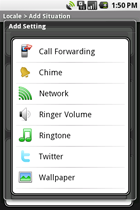 1:50 PM
Locale > Add Situation
Add Setting
Call Forwarding
Chime
Network
Ringer Volume
Ringtone
Twitter
Wallpaper